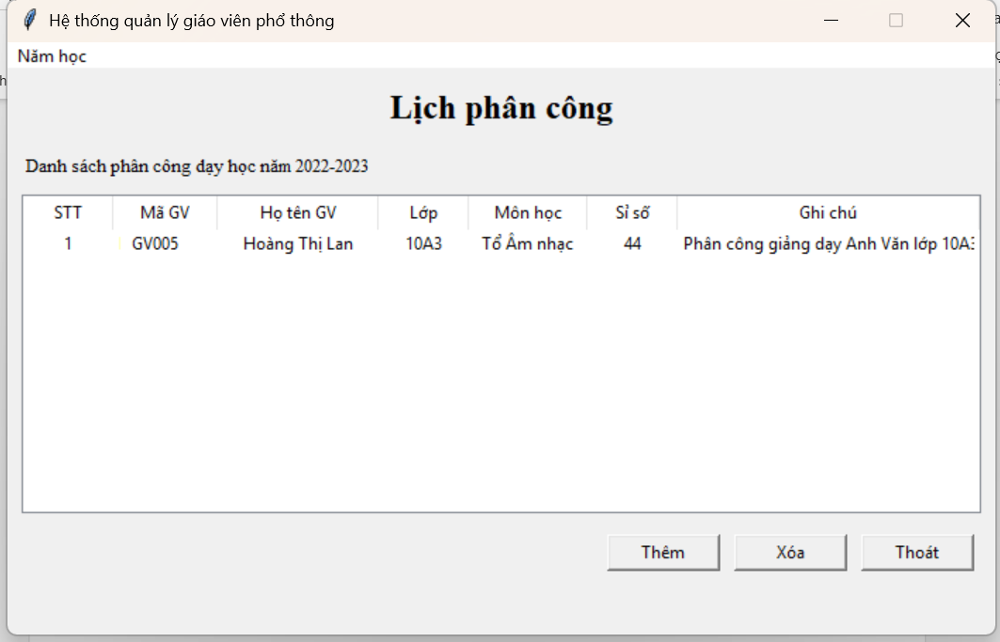 Hệ thống quản lý giáo viên phổ thông
Năm học
Lịch phân công
Danh sách phân công dạy học năm 2022-2023
STT Mã GV Họ tên GV Lớp Môn học Sỉ số Ghi chú
1 GV005 Hoàng Thị Lan 10A3 Tổ Âm nhạc 44 Phân công giảng dạy Anh Văn lớp 10A3
Thêm Xóa Thoát